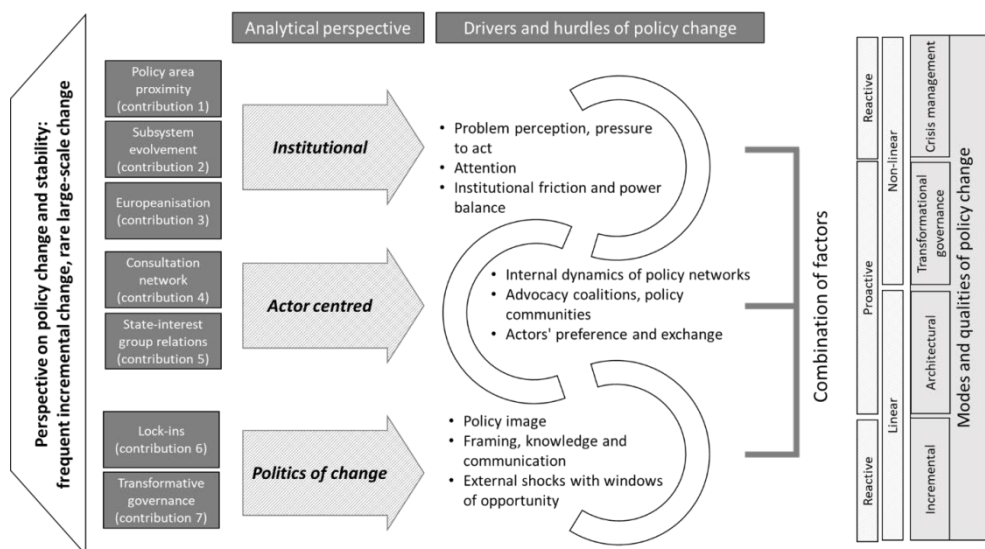 Perspective on policy change and stability:
frequent incremental change, rare large-scale change
Analytical perspective
Drivers and hurdles of policy change
Policy area
proximity
(contribution 1)
Subsystem
evolvement
(contribution 2)
Europeanisation
(contribution 3)
Institutional
• Problem perception, pressure
to act
• Attention
• Institutional friction and power
balance
Consultation
network
(contribution 4)
State-interest
group relations
(contribution 5)
Actor centred
• Internal dynamics of policy networks
• Advocacy coalitions, policy
communities
• Actors' preference and exchange
Lock-ins
(contribution 6)
Transformative
governance
(contribution 7)
Politics of change
• Policy image
• Framing, knowledge and
communication
• External shocks with windows
of opportunity
Combination of factors
Reactive
Proactive
Reactive
Non-linear
Linear
Crisis management
Transformational
governance
Architectural
Incremental
Modes and qualities of policy change